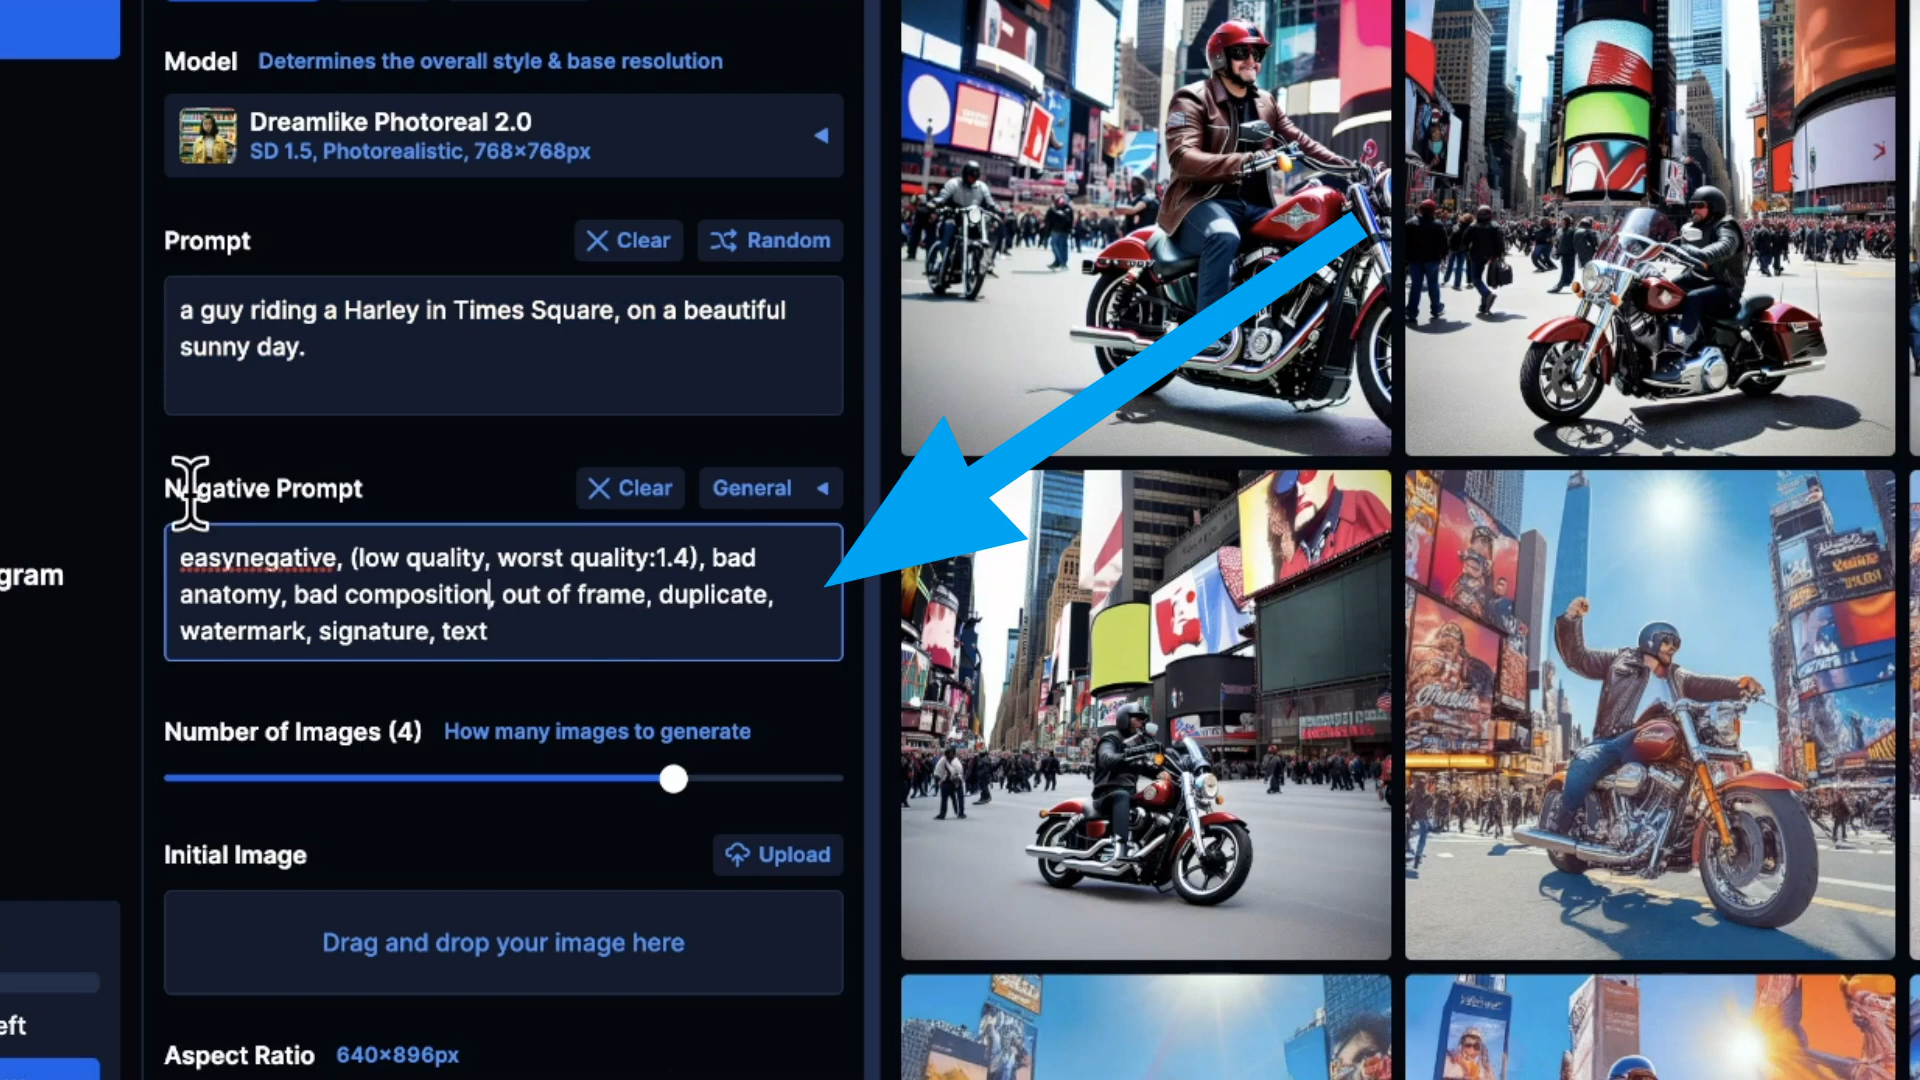 Model Determines the overall style & base resolution
Dreamlike Photoreal 2.0
SD 1.5, Photorealistic, 768×768px
Prompt Clear Random
a guy riding a Harley in Times Square, on a beautiful
sunny day.
Negative Prompt Clear General
easynegative, (low quality, worst quality:1.4), bad
anatomy, bad composition, out of frame, duplicate,
watermark, signature, text
gram
Number of Images (4) How many images to generate
Initial Image Upload
Drag and drop your image here
eft
Aspect Ratio 640×896px